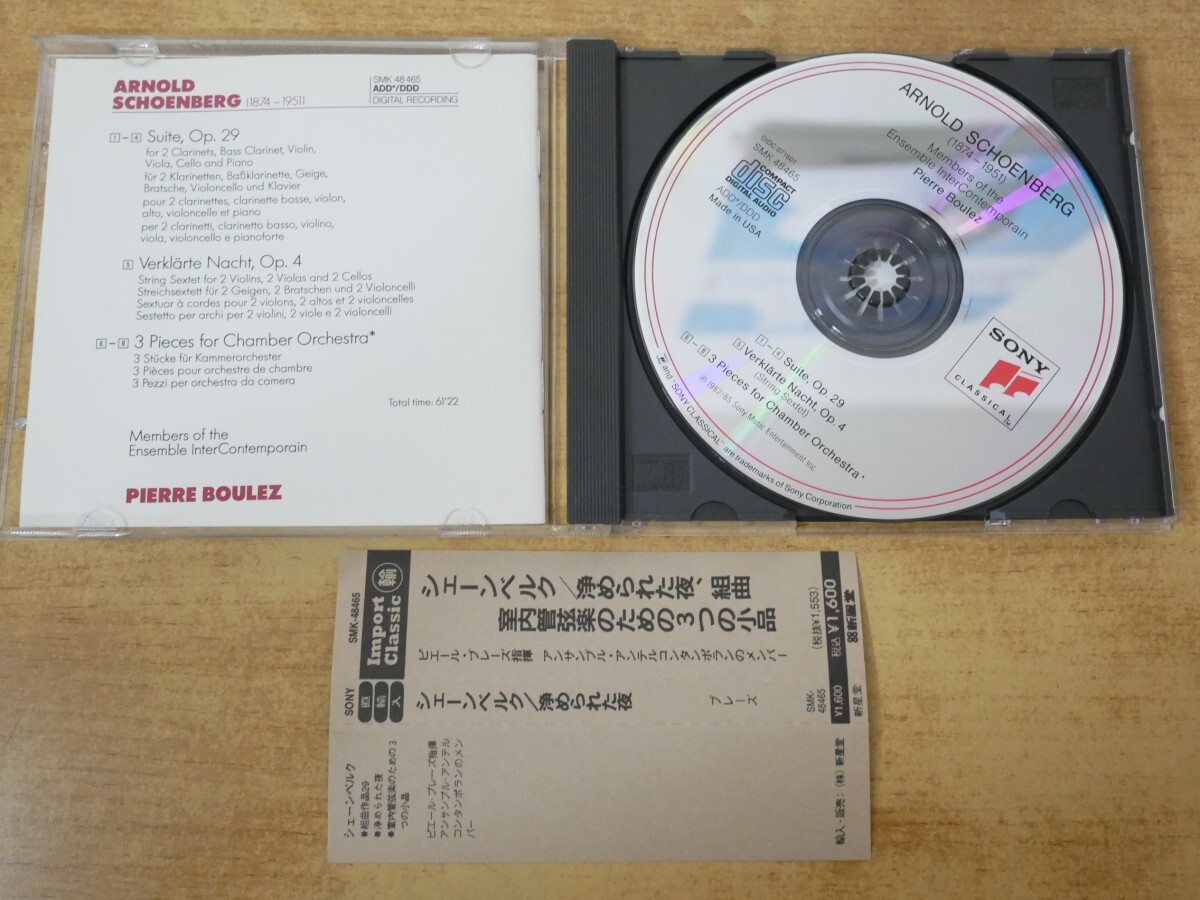 ARNOLD
SCHOENBERG (1874–1951)
SMK 48 465
ADD*/DDD
DIGITAL RECORDING
1–4 Suite, Op. 29
for 2 Clarinets, Bass Clarinet, Violin,
Viola, Cello and Piano
für 2 Klarinetten, Baßklarinette, Geige,
Bratsche, Violoncello und Klavier
pour 2 clarinettes, clarinette basse, violon,
alto, violoncelle et piano
per 2 clarinetti, clarinetto basso, violino,
viola, violoncello e pianoforte
5 Verklärte Nacht, Op. 4
String Sextet for 2 Violins, 2 Violas and 2 Cellos
Streichsextett für 2 Geigen, 2 Bratschen und 2 Violoncelli
Sextuor à cordes pour 2 violons, 2 altos et 2 violoncelles
Sestetto per archi per 2 violini, 2 viole e 2 violoncelli
6–8 3 Pieces for Chamber Orchestra*
3 Stücke für Kammerorchester
3 Pièces pour orchestre de chambre
3 Pezzi per orchestra da camera
Total time: 61'22
Members of the
Ensemble InterContemporain
PIERRE BOULEZ
ARNOLD SCHOENBERG
(1874–1951)
Members of the
Ensemble InterContemporain
Pierre Boulez
DIDC 071601
SMK 48465
COMPACT
disc
DIGITAL AUDIO
ADD*/DDD
Made in USA
SONY
CLASSICAL
1–4 Suite, Op. 29
5 Verklärte Nacht, Op. 4
(String Sextet)
6–8 3 Pieces for Chamber Orchestra*
℗ 1982/85 Sony Music Entertainment Inc.
and "SONY CLASSICAL" are trademarks of Sony Corporation
SMK-48465
Import
Classic
輸
シェーンベルク/浄められた夜、組曲
室内管弦楽のための3つの小品
ピエール・ブレーズ指揮 アンサンブル・アンテルコンタンポランのメンバー
(税抜¥1,553)
税込¥1,600
88新星堂
SONY
直輸入
シェーンベルク/浄められた夜
ブレーズ
SMK-
48465
¥1,600
新星堂
シェーンベルク
●組曲作品29
●浄められた夜
●室内管弦楽のための3
つの小品
ピエール・ブレーズ指揮
アンサンブル・アンテル
コンタンポランのメン
バー
輸入・販売：(株)新星堂